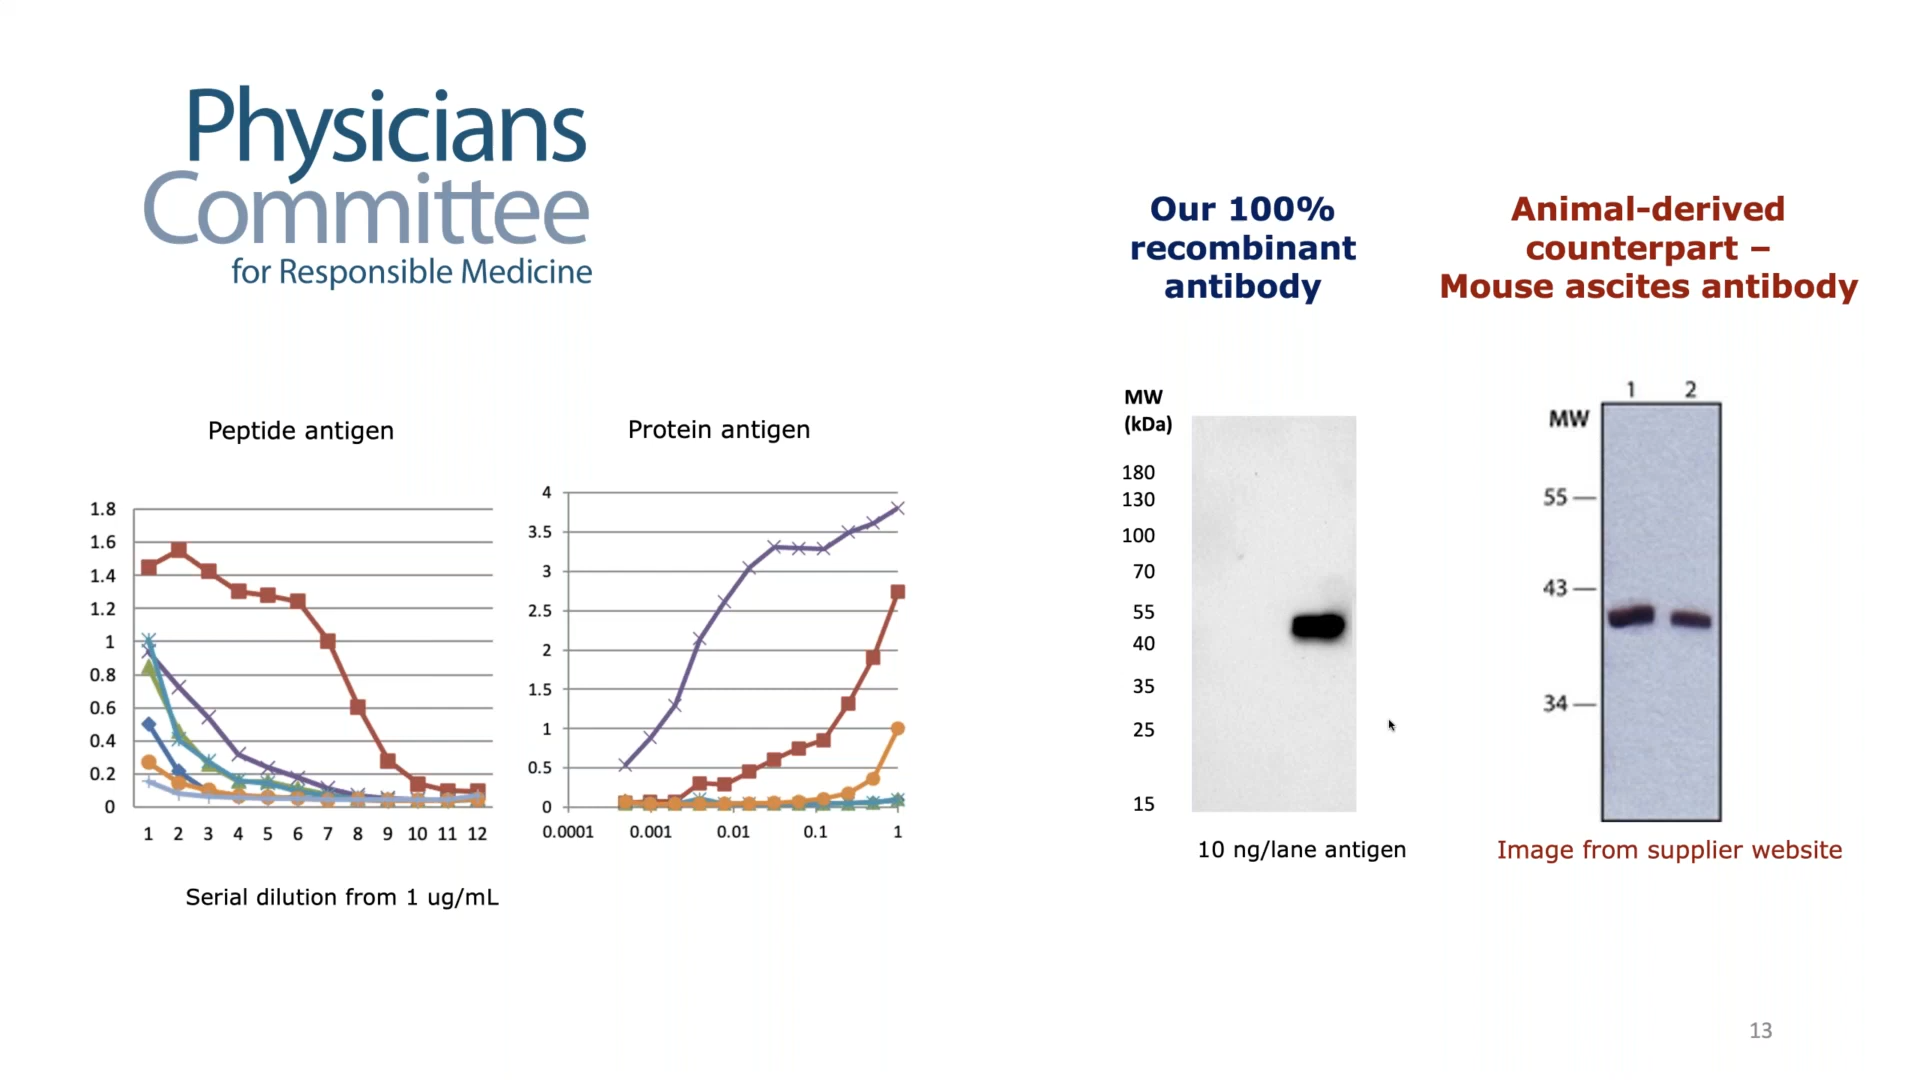 Physicians
Committee
for Responsible Medicine
Our 100%
recombinant
antibody
Animal-derived
counterpart –
Mouse ascites antibody
Peptide antigen
1.8
1.6
1.4
1.2
1
0.8
0.6
0.4
0.2
0
1 2 3 4 5 6 7 8 9 10 11 12
Serial dilution from 1 ug/mL
Protein antigen
4
3.5
3
2.5
2
1.5
1
0.5
0
0.0001 0.001 0.01 0.1 1
MW
(kDa)
180
130
100
70
55
40
35
25
15
10 ng/lane antigen
1 2
MW
55
43
34
Image from supplier website
13